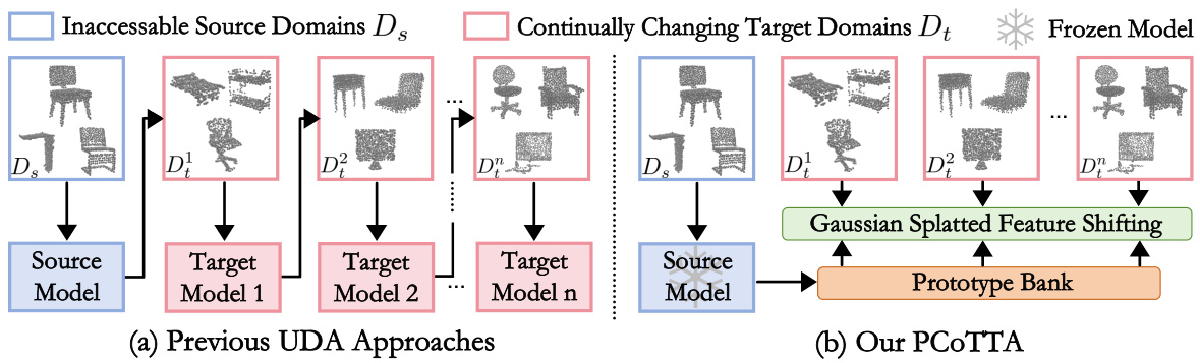 Inaccessable Source Domains D_s
Continually Changing Target Domains D_t
Frozen Model
D_s
D_t^1
D_t^2
...
D_t^n
Source Model
Target Model 1
Target Model 2
...
Target Model n
(a) Previous UDA Approaches
D_s
D_t^1
D_t^2
...
D_t^n
Gaussian Splatted Feature Shifting
Source Model
Prototype Bank
(b) Our PCoTTA